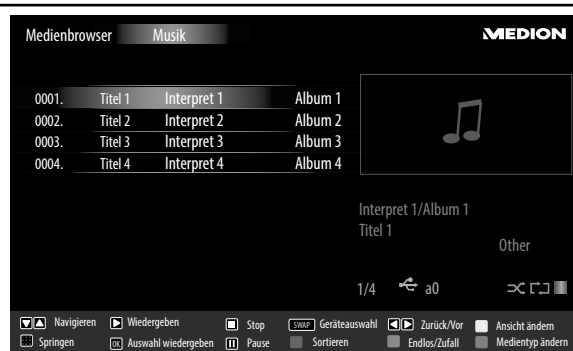 Medienbrowser Musik MEDION
0001. Titel 1 Interpret 1 Album 1
0002. Titel 2 Interpret 2 Album 2
0003. Titel 3 Interpret 3 Album 3
0004. Titel 4 Interpret 4 Album 4
Interpret 1/Album 1
Titel 1
Other
1/4 a0
Navigieren Wiedergeben Stop SWAP Geräteauswahl Zurück/Vor Ansicht ändern
Springen OK Auswahl wiedergeben Pause Sortieren Endlos/Zufall Medientyp ändern